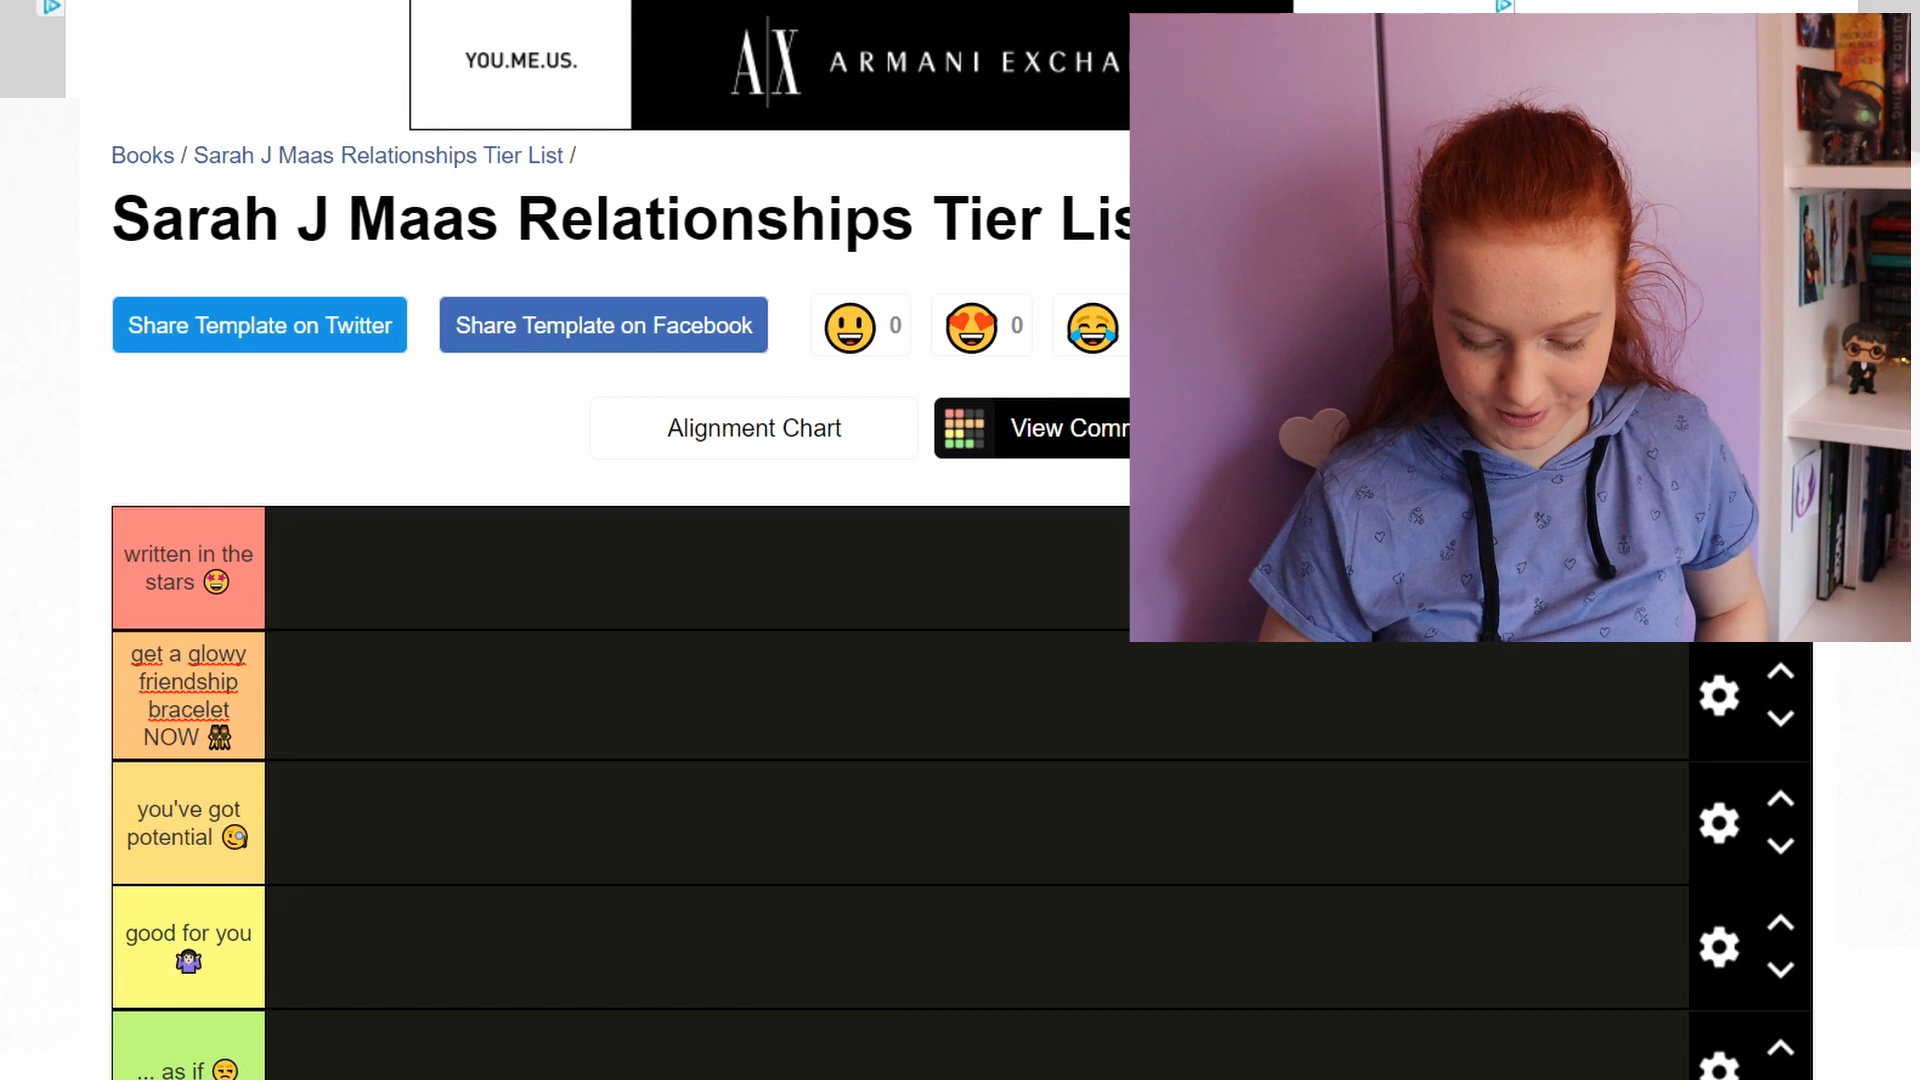 YOU.ME.US.
AX ARMANI EXCHA
Books / Sarah J Maas Relationships Tier List /
Sarah J Maas Relationships Tier Lis
Share Template on Twitter
Share Template on Facebook
0
0
Alignment Chart
View Comm
written in the
stars 🤩
get a glowy
friendship
bracelet
NOW 👯
you've got
potential 🧐
good for you
🤷🏻‍♀️
... as if 😒